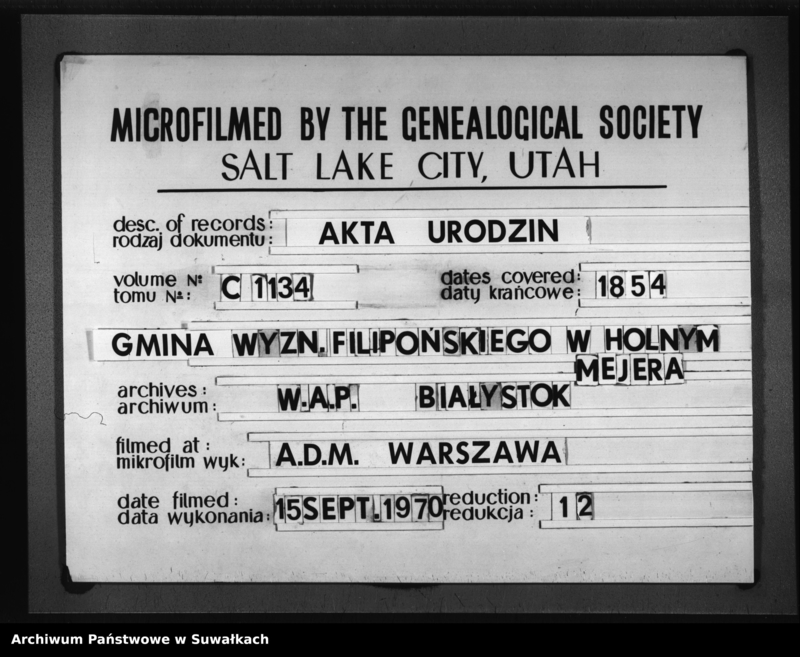 MICROFILMED BY THE GENEALOGICAL SOCIETY
SALT LAKE CITY, UTAH
desc. of records: AKTA URODZIN
rodzaj dokumentu:
volume Nº C 1134 dates covered: 1854
tomu Nº: daty krańcowe:
GMINA WYZN. FILIPOŃSKIEGO W HOLNYM
MEJERA
archives: W.A.P. BIAŁYSTOK
archiwum:
filmed at: A.D.M. WARSZAWA
mikrofilm wyk:
date filmed: 15 SEPT. 1970 reduction: 12
data wykonania: redukcja:
Archiwum Państwowe w Suwałkach